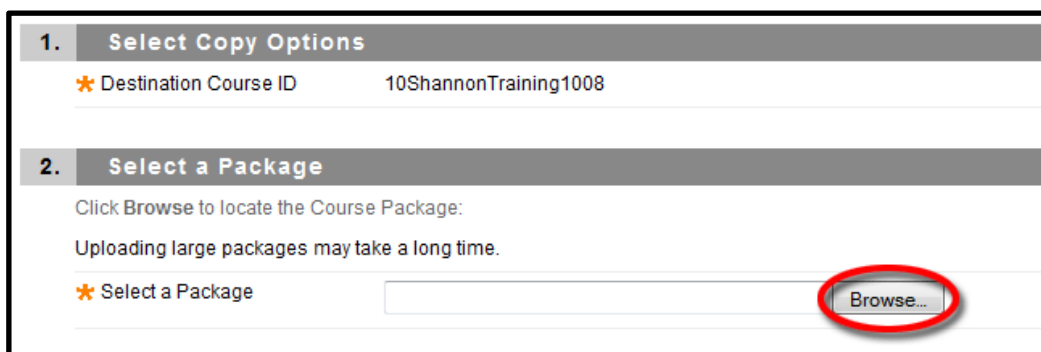 1. Select Copy Options
Destination Course ID 10ShannonTraining1008
2. Select a Package
Click Browse to locate the Course Package:
Uploading large packages may take a long time.
Select a Package Browse...